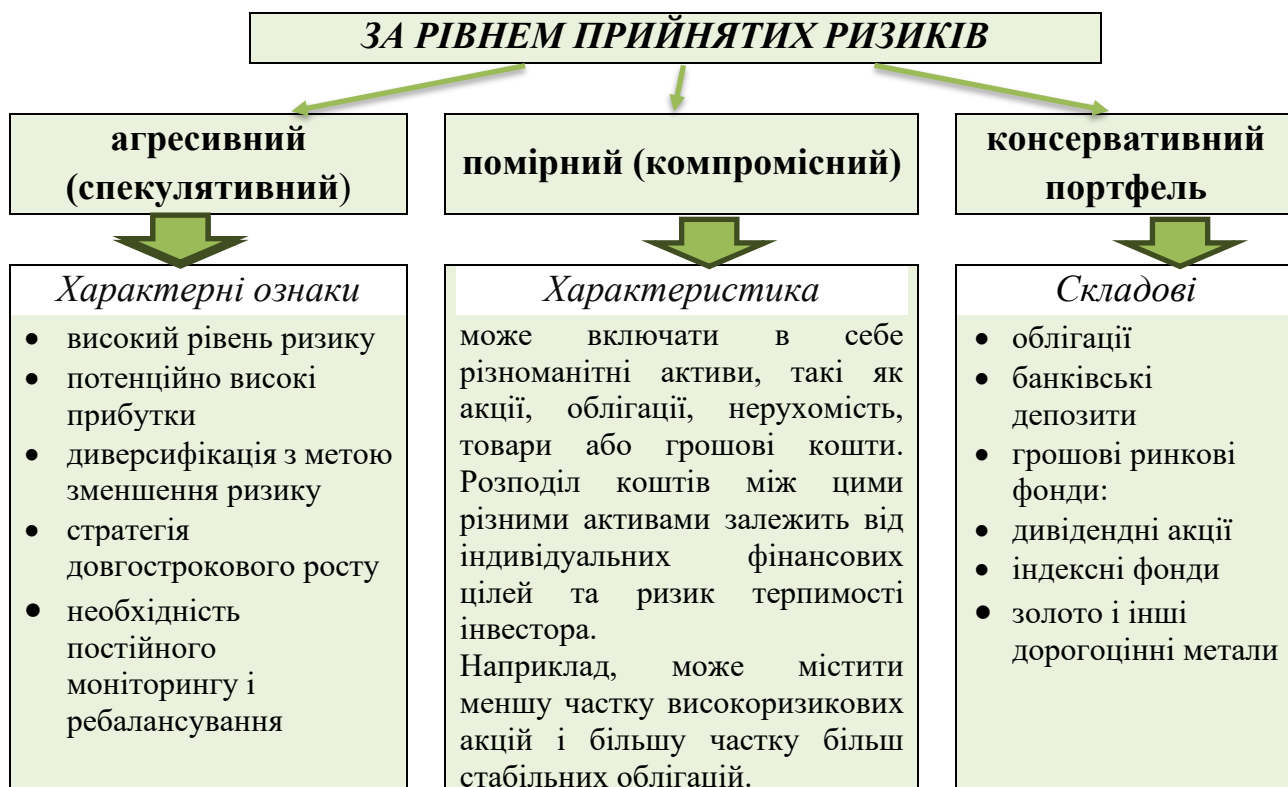 ЗА РІВНЕМ ПРИЙНЯТИХ РИЗИКІВ
агресивний
(спекулятивний)
помірний (компромісний)
консервативний
портфель
Характерні ознаки
• високий рівень ризику
• потенційно високі
прибутки
• диверсифікація з метою
зменшення ризику
• стратегія
довгострокового росту
• необхідність
постійного
моніторингу і
ребалансування
Характеристика
може включати в себе
різноманітні активи, такі як
акції, облігації, нерухомість,
товари або грошові кошти.
Розподіл коштів між цими
різними активами залежить від
індивідуальних фінансових
цілей та ризик терпимості
інвестора.
Наприклад, може містити
меншу частку високоризикових
акцій і більшу частку більш
стабільних облігацій.
Складові
• облігації
• банківські
депозити
• грошові ринкові
фонди:
• дивідендні акції
• індексні фонди
• золото і інші
дорогоцінні метали